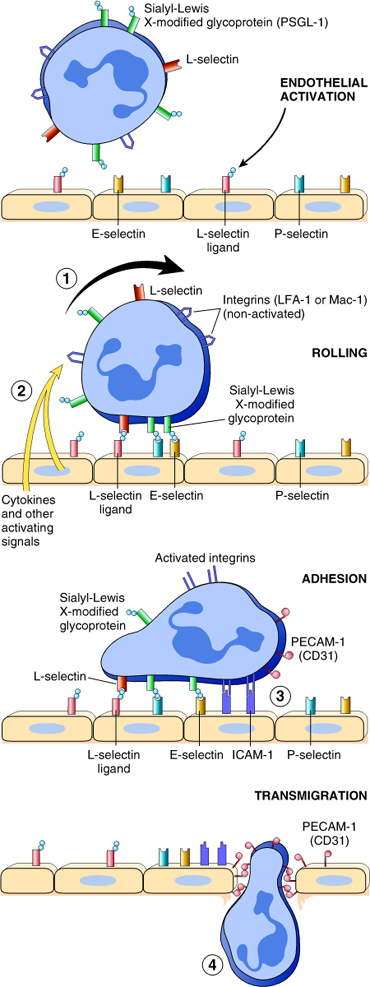 Sialyl-Lewis
X-modified glycoprotein (PSGL-1)
L-selectin
ENDOTHELIAL
ACTIVATION
E-selectin
L-selectin
ligand
P-selectin
1
L-selectin
Integrins (LFA-1 or Mac-1)
(non-activated)
ROLLING
2
Sialyl-Lewis
X-modified
glycoprotein
Cytokines
and other
activating
signals
L-selectin
ligand
E-selectin
P-selectin
Activated integrins
ADHESION
Sialyl-Lewis
X-modified
glycoprotein
PECAM-1
(CD31)
L-selectin
3
L-selectin
ligand
E-selectin
ICAM-1
P-selectin
TRANSMIGRATION
PECAM-1
(CD31)
4